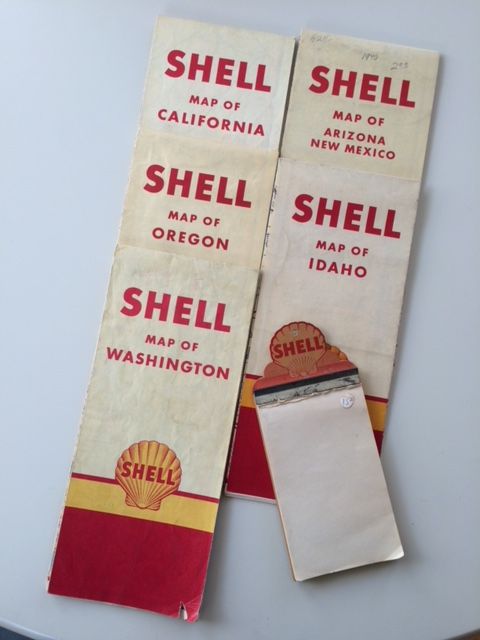 SHELL
MAP OF
CALIFORNIA
SHELL
MAP OF
ARIZONA
NEW MEXICO
SHELL
MAP OF
OREGON
SHELL
MAP OF
IDAHO
SHELL
MAP OF
WASHINGTON
SHELL
SHELL